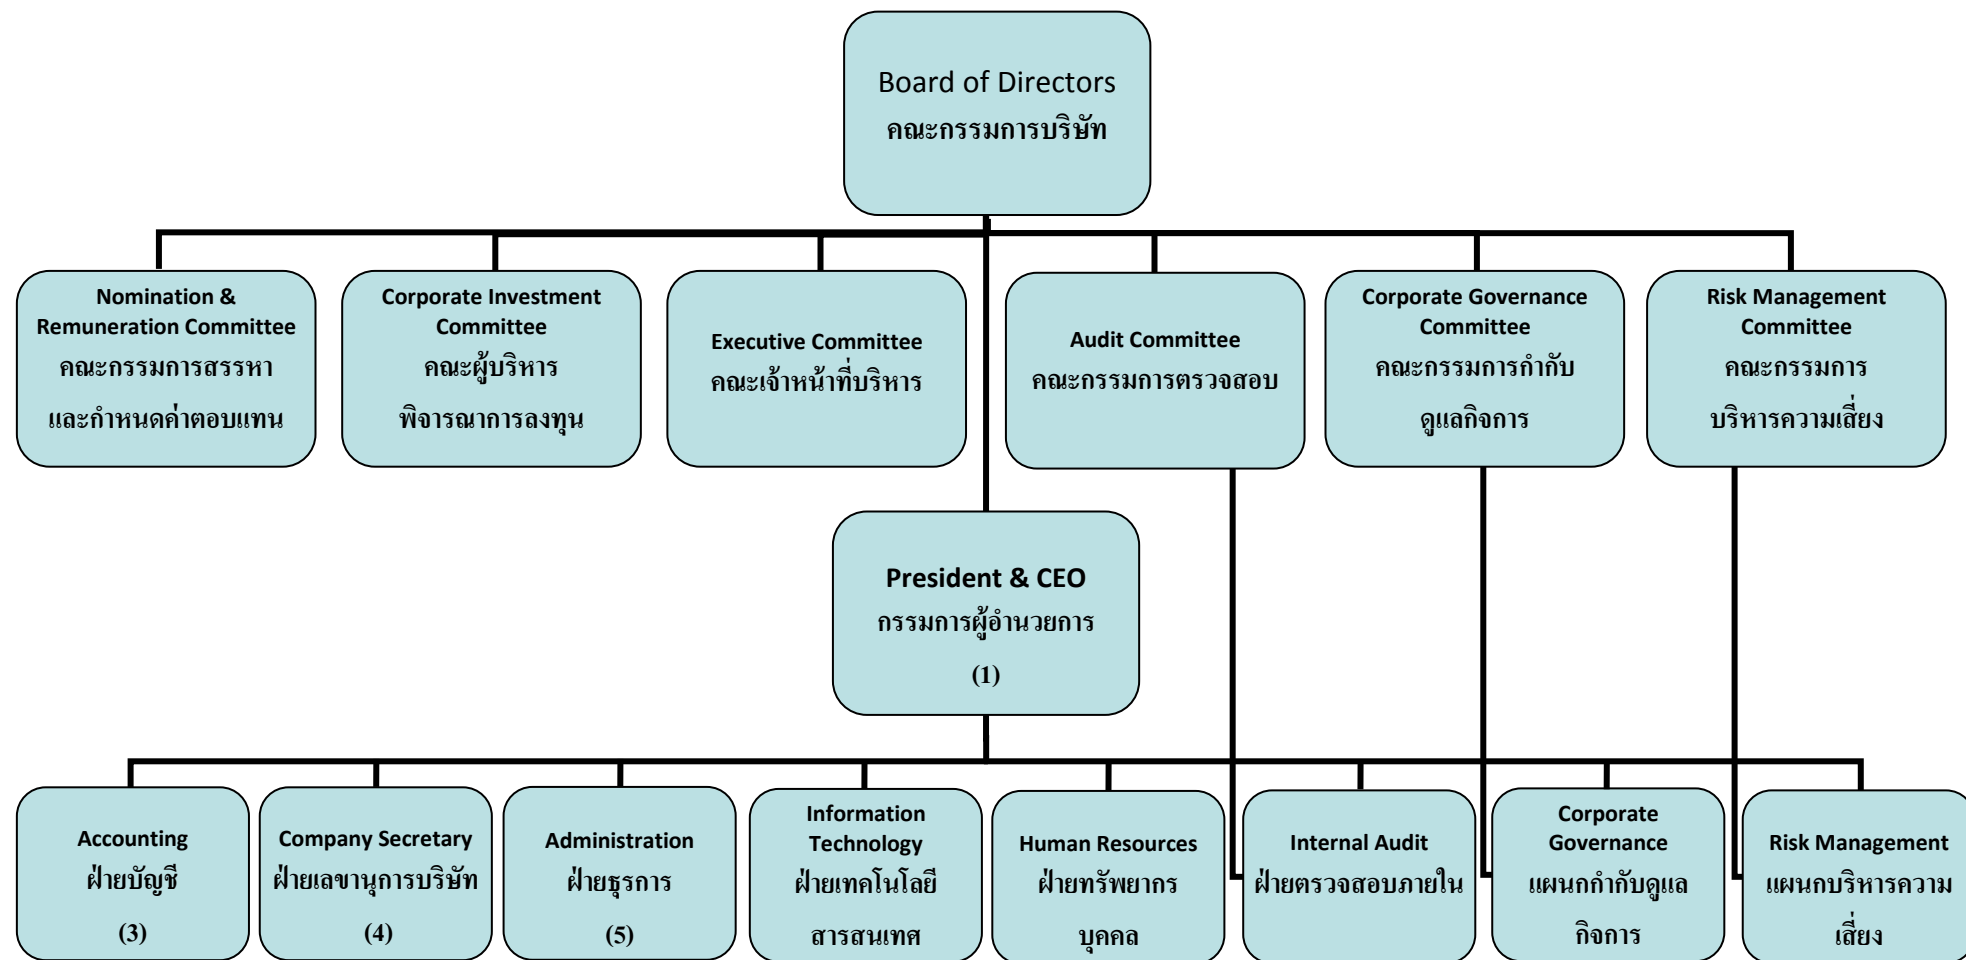 Board of Directors
คณะกรรมการบริษัท
Nomination &
Remuneration Committee
คณะกรรมการสรรหา
และกำหนดค่าตอบแทน
Corporate Investment
Committee
คณะผู้บริหาร
พิจารณาการลงทุน
Executive Committee
คณะเจ้าหน้าที่บริหาร
Audit Committee
คณะกรรมการตรวจสอบ
Corporate Governance
Committee
คณะกรรมการกำกับ
ดูแลกิจการ
Risk Management
Committee
คณะกรรมการ
บริหารความเสี่ยง
President & CEO
กรรมการผู้อำนวยการ
(1)
Accounting
ฝ่ายบัญชี
(3)
Company Secretary
ฝ่ายเลขานุการบริษัท
(4)
Administration
ฝ่ายธุรการ
(5)
Information
Technology
ฝ่ายเทคโนโลยี
สารสนเทศ
Human Resources
ฝ่ายทรัพยากร
บุคคล
Internal Audit
ฝ่ายตรวจสอบภายใน
Corporate
Governance
แผนกกำกับดูแล
กิจการ
Risk Management
แผนกบริหารความ
เสี่ยง